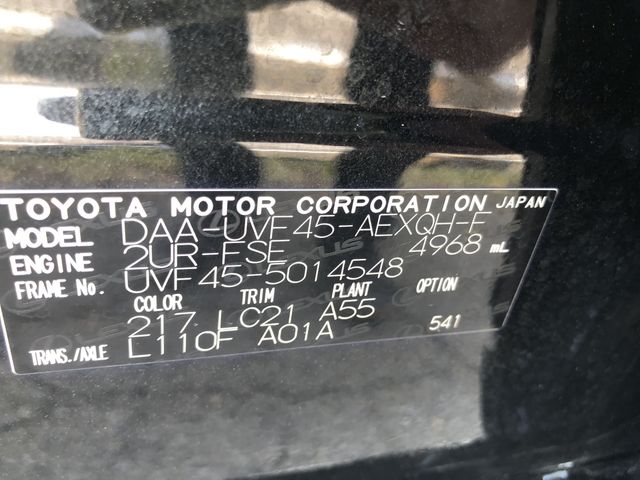 TOYOTA MOTOR CORPORATION JAPAN
MODEL DAA-UVF45-AEXQH-F
ENGINE 2UR-FSE 4968 mL
FRAME No. UVF45-5014548
COLOR TRIM PLANT OPTION
217 LC21 A55 541
TRANS./AXLE L110F A01A